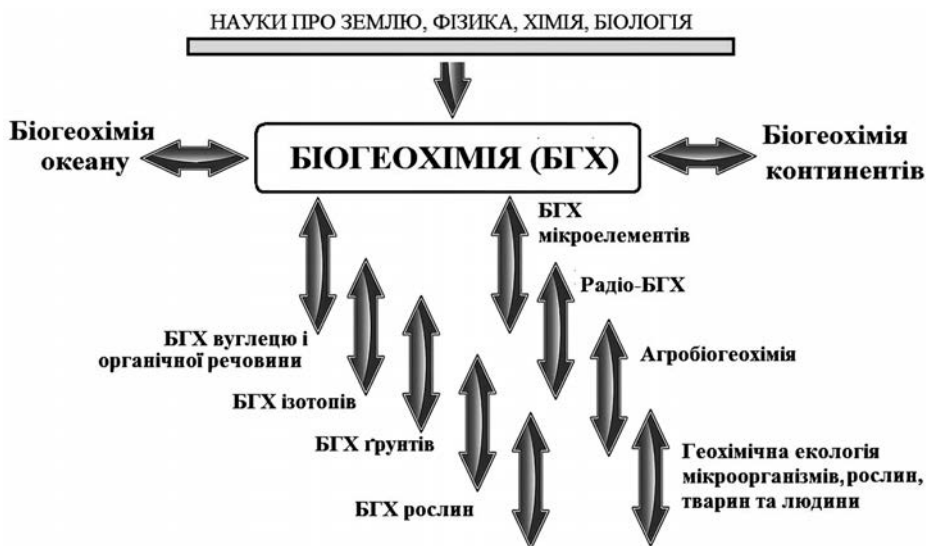 НАУКИ ПРО ЗЕМЛЮ, ФІЗИКА, ХІМІЯ, БІОЛОГІЯ
Біогеохімія
океану
БІОГЕОХІМІЯ (БГХ)
Біогеохімія
континентів
БГХ
мікроелементів
Радіо-БГХ
БГХ вуглецю і
органічної речовини
Агробіогеохімія
БГХ ізотопів
БГХ ґрунтів
Геохімічна екологія
мікроорганізмів, рослин,
тварин та людини
БГХ рослин